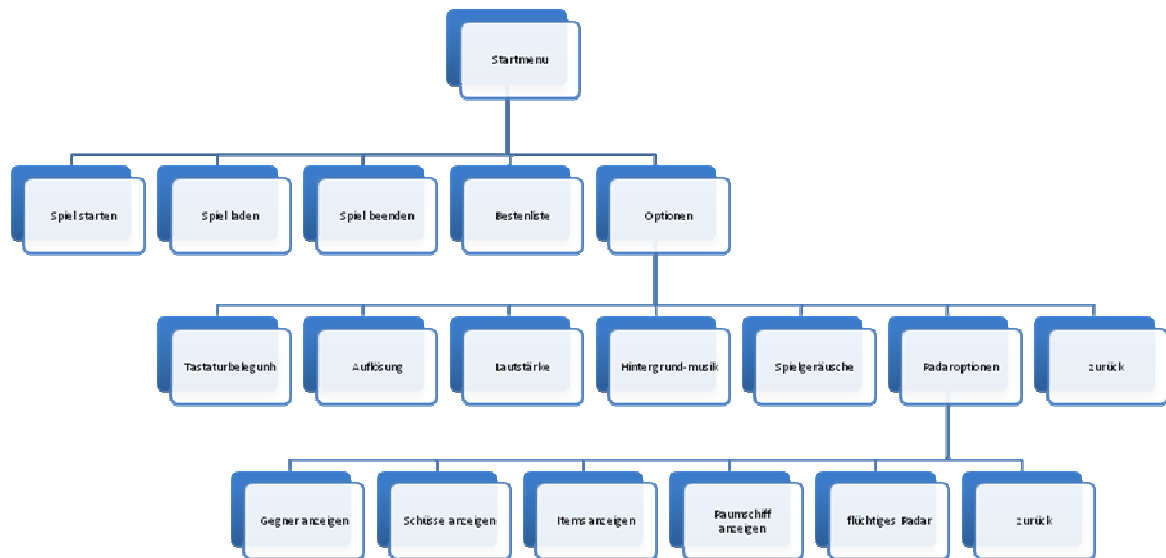 Startmenu
Spiel starten
Spiel laden
Spiel beenden
Bestenliste
Optionen
Tastaturbelegunh
Auflösung
Lautstärke
Hintergrund-musik
Spielgeräusche
Radaroptionen
zurück
Gegner anzeigen
Schüsse anzeigen
Items anzeigen
Raumschiff
anzeigen
flüchtiges Radar
zurück